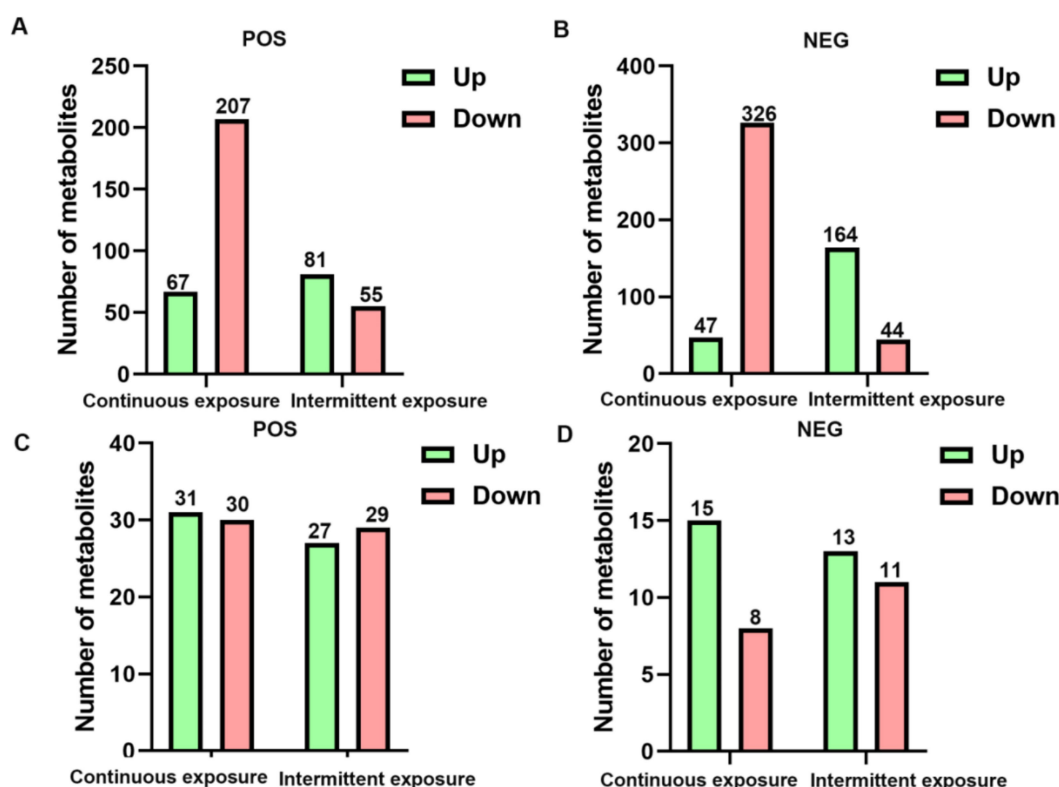 A
POS
Number of metabolites
250
200
150
100
50
0
67
207
81
55
Up
Down
Continuous exposure
Intermittent exposure
B
NEG
Number of metabolites
400
300
200
100
0
47
326
164
44
Up
Down
Continuous exposure
Intermittent exposure
C
POS
Number of metabolites
40
30
20
10
0
31
30
27
29
Up
Down
Continuous exposure
Intermittent exposure
D
NEG
Number of metabolites
20
15
10
5
0
15
8
13
11
Up
Down
Continuous exposure
Intermittent exposure